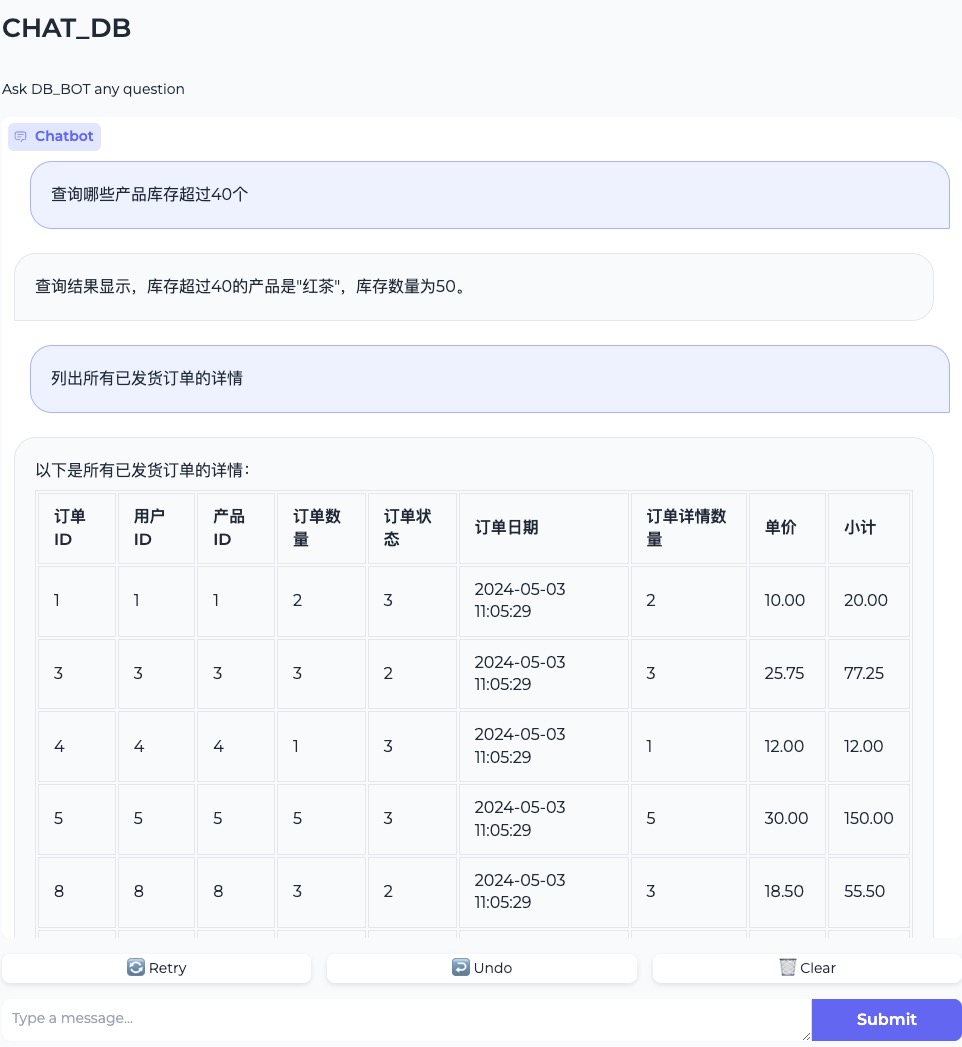 CHAT_DB
Ask DB_BOT any question
Chatbot
查询哪些产品库存超过40个
查询结果显示，库存超过40的产品是"红茶"，库存数量为50。
列出所有已发货订单的详情
以下是所有已发货订单的详情：
订单ID 用户ID 产品ID 订单数量 订单状态 订单日期 订单详情数量 单价 小计
1 1 1 2 3 2024-05-03 11:05:29 2 10.00 20.00
3 3 3 3 2 2024-05-03 11:05:29 3 25.75 77.25
4 4 4 1 3 2024-05-03 11:05:29 1 12.00 12.00
5 5 5 5 3 2024-05-03 11:05:29 5 30.00 150.00
8 8 8 3 2 2024-05-03 11:05:29 3 18.50 55.50
Retry Undo Clear
Type a message...
Submit